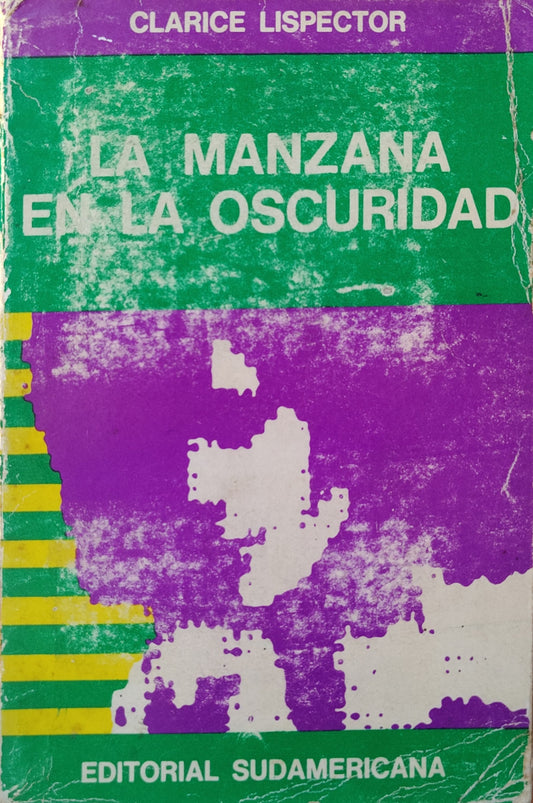 CLARICE LISPECTOR
LA MANZANA
EN LA OSCURIDAD
EDITORIAL SUDAMERICANA